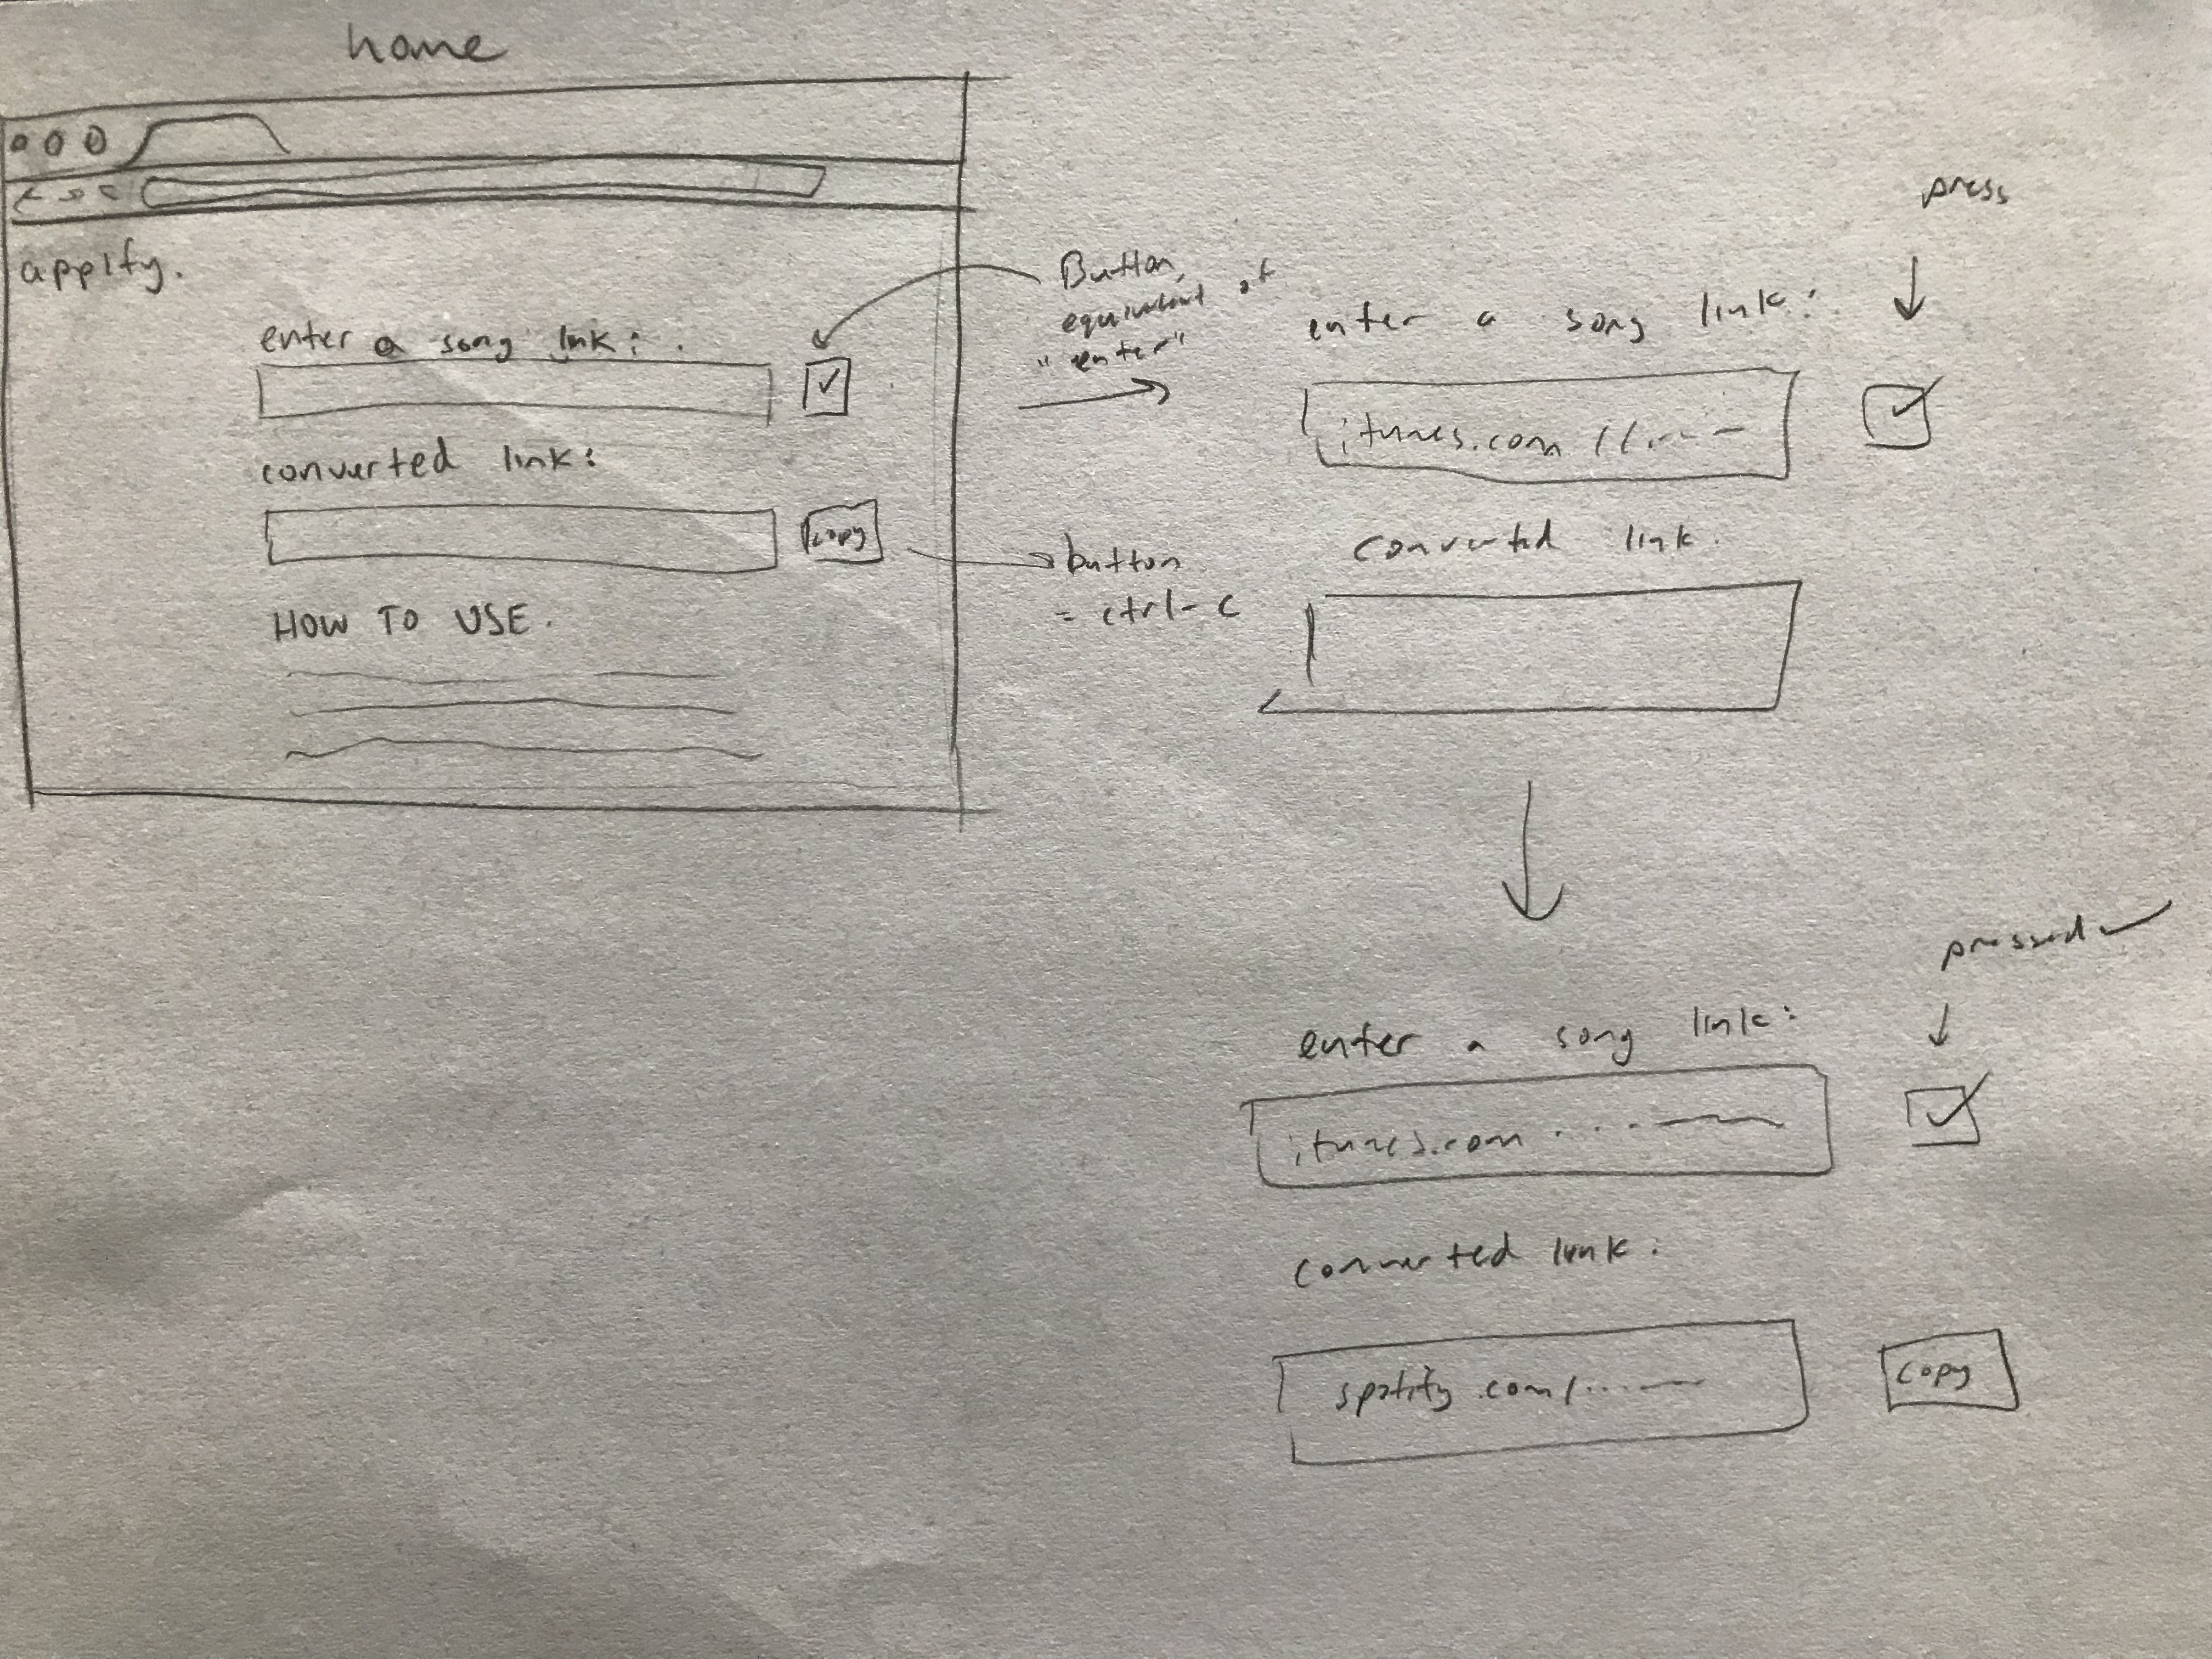 home
applfy.
enter a song link:
converted link:
copy
HOW TO USE.
Button,
equivalent of
"enter"
button
= ctrl-c
press
enter a song link:
itunes.com //...
converted link.
pressed
enter a song link:
itunes.com ...
converted link.
spotify.com/......
copy